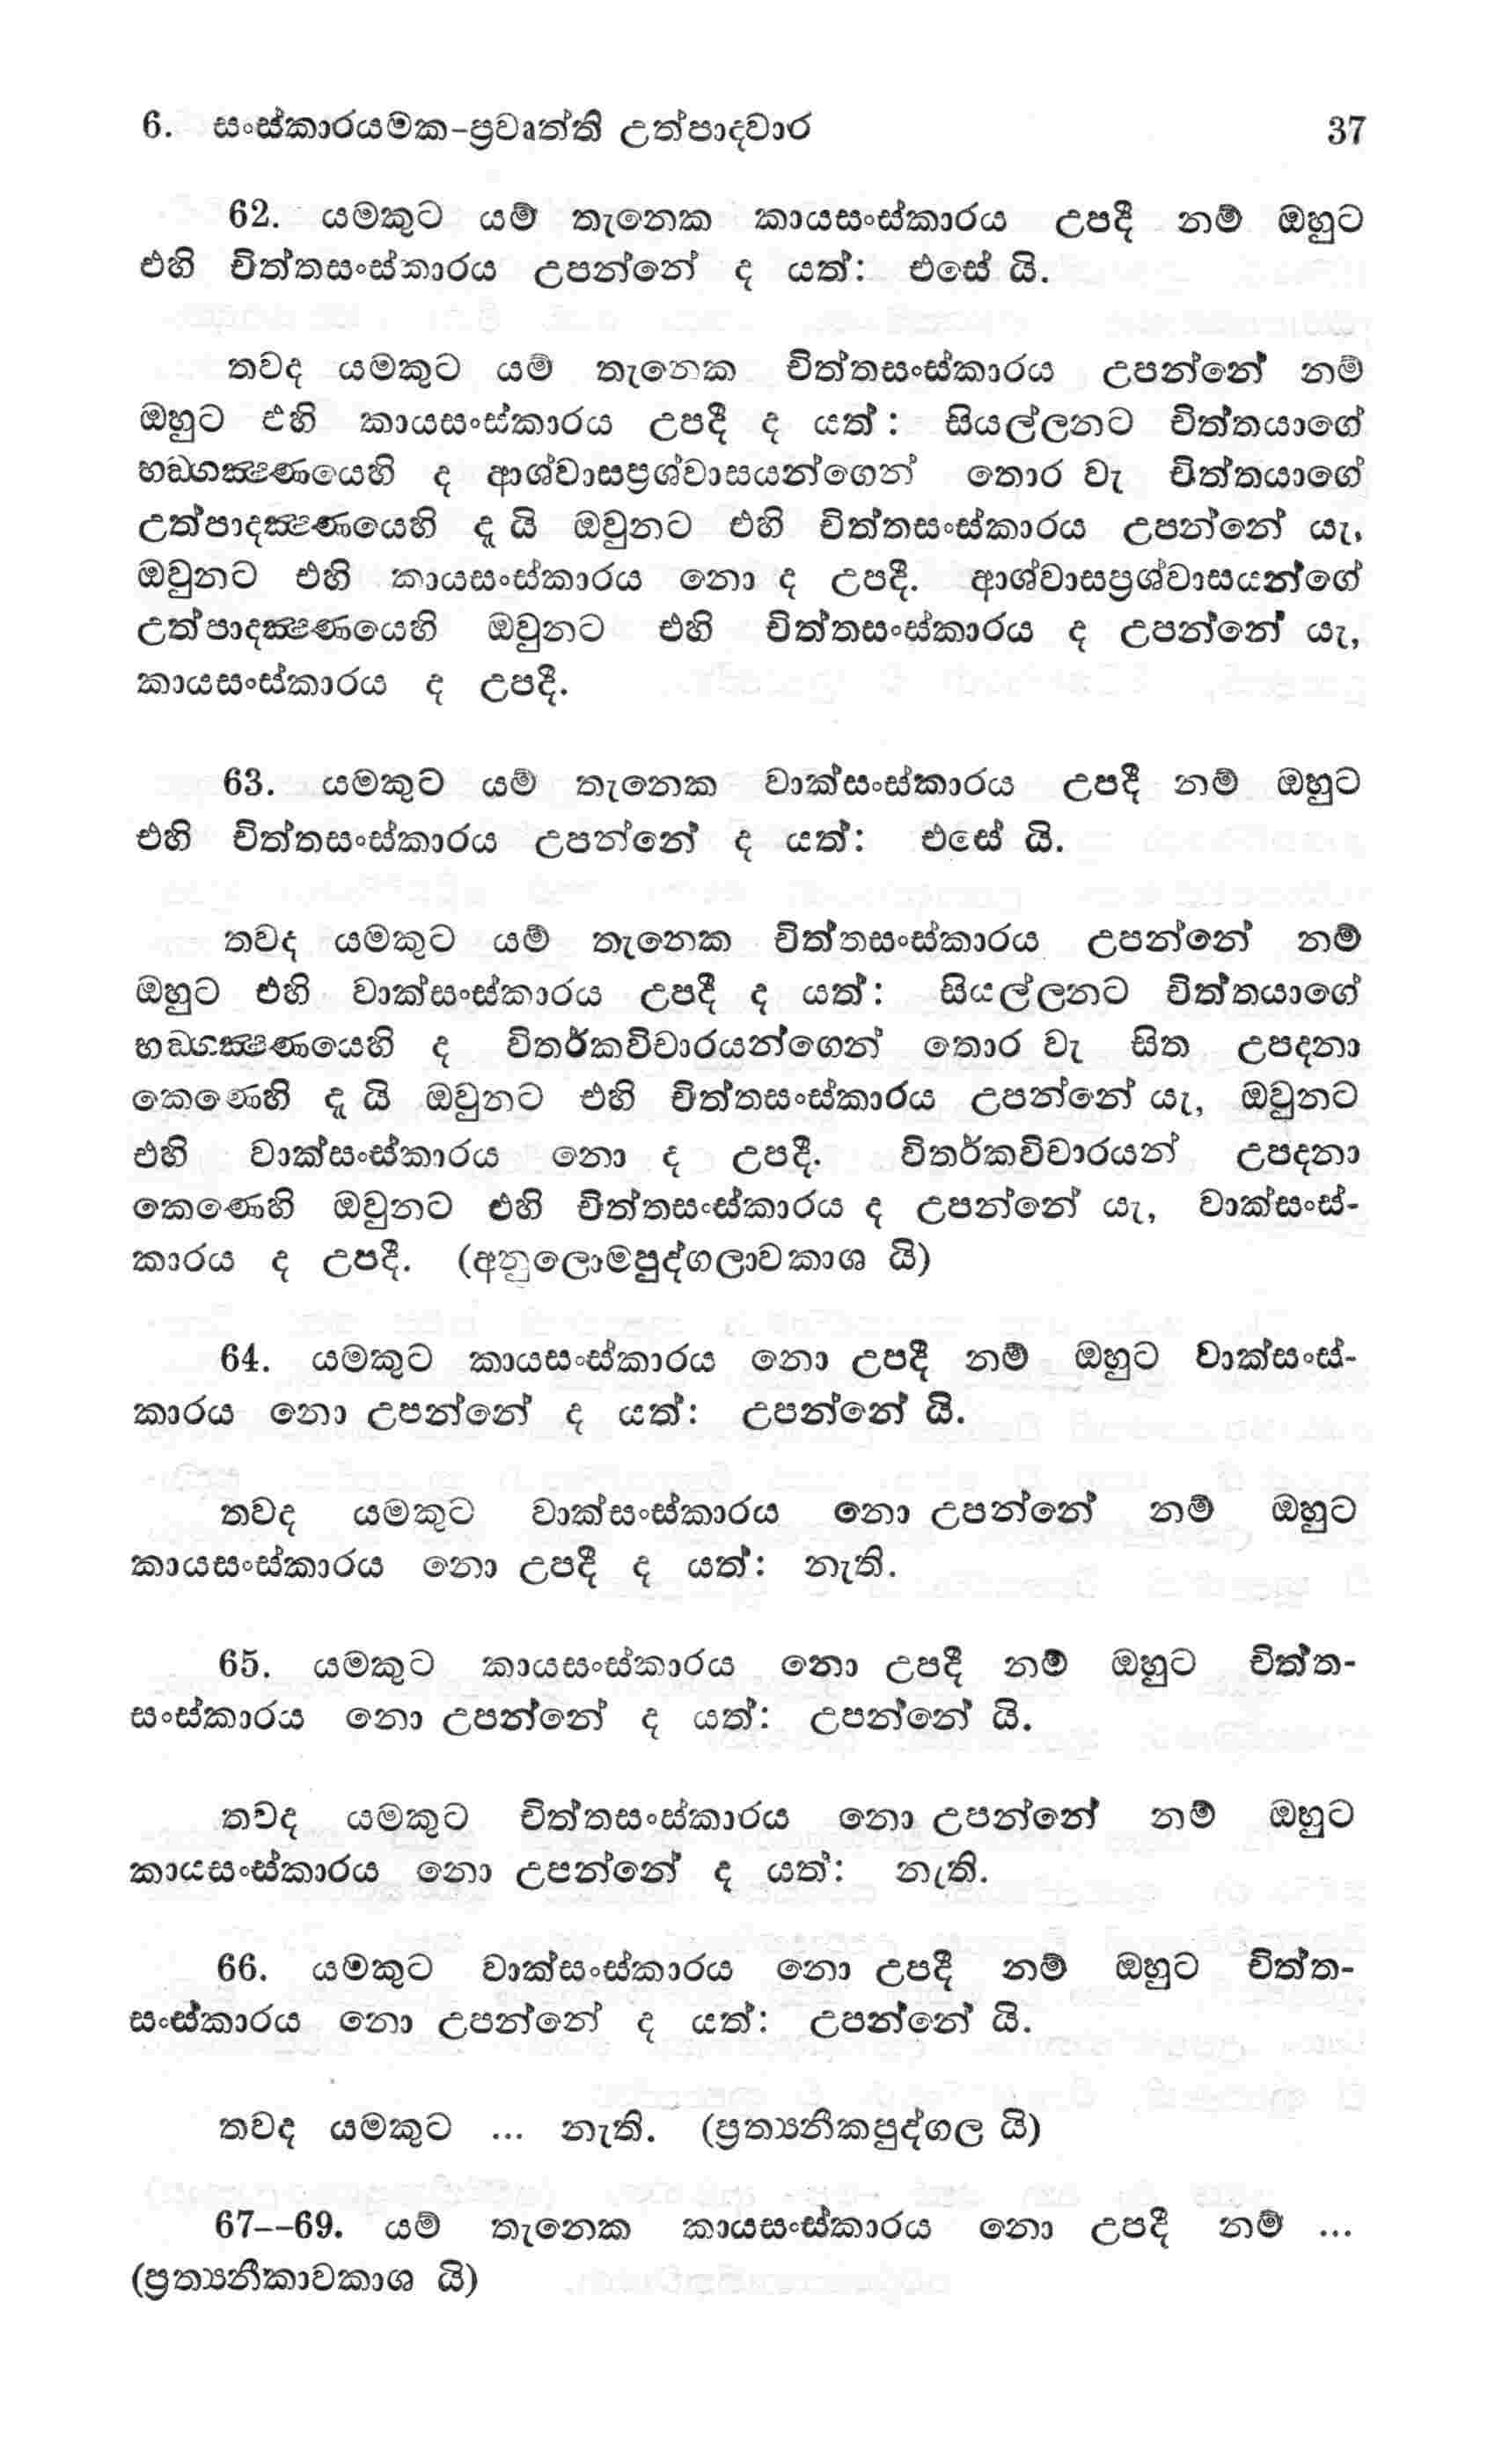 6. සංස්කාරයමක-ප්‍රවෘත්ති උත්පාදවාර 37
62. යමකුට යම් තැනෙක කායසංස්කාරය උපදී නම් ඔහුට
එහි චිත්තසංස්කාරය උපන්නේ ද යත්: එසේ යි.
තවද යමකුට යම් තැනෙක චිත්තසංස්කාරය උපන්නේ නම්
ඔහුට එහි කායසංස්කාරය උපදී ද යත්: සියල්ලනට චිත්තයාගේ
භඞ්ගක්‍ෂණයෙහි ද ආශ්වාසප්‍රශ්වාසයන්ගෙන් තොර වැ චිත්තයාගේ
උත්පාදක්‍ෂණයෙහි දැ යි ඔවුනට එහි චිත්තසංස්කාරය උපන්නේ යැ,
ඔවුනට එහි කායසංස්කාරය නො ද උපදී. ආශ්වාසප්‍රශ්වාසයන්ගේ
උත්පාදක්‍ෂණයෙහි ඔවුනට එහි චිත්තසංස්කාරය ද උපන්නේ යැ,
කායසංස්කාරය ද උපදී.
63. යමකුට යම් තැනෙක වාක්සංස්කාරය උපදී නම් ඔහුට
එහි චිත්තසංස්කාරය උපන්නේ ද යත්: එසේ යි.
තවද යමකුට යම් තැනෙක චිත්තසංස්කාරය උපන්නේ නම්
ඔහුට එහි වාක්සංස්කාරය උපදී ද යත්: සියල්ලනට චිත්තයාගේ
භඞ්ගක්‍ෂණයෙහි ද විතර්කවිචාරයන්ගෙන් තොර වැ සිත උපදනා
කෙණෙහි දැ යි ඔවුනට එහි චිත්තසංස්කාරය උපන්නේ යැ, ඔවුනට
එහි වාක්සංස්කාරය නො ද උපදී. විතර්කවිචාරයන් උපදනා
කෙණෙහි ඔවුනට එහි චිත්තසංස්කාරය ද උපන්නේ යැ, වාක්සංස්-
කාරය ද උපදී. (අනුලොමපුද්ගලාවකාශ යි)
64. යමකුට කායසංස්කාරය නො උපදී නම් ඔහුට වාක්සංස්-
කාරය නො උපන්නේ ද යත්: උපන්නේ යි.
තවද යමකුට වාක්සංස්කාරය නො උපන්නේ නම් ඔහුට
කායසංස්කාරය නො උපදී ද යත්: නැති.
65. යමකුට කායසංස්කාරය නො උපදී නම් ඔහුට චිත්ත-
සංස්කාරය නො උපන්නේ ද යත්: උපන්නේ යි.
තවද යමකුට චිත්තසංස්කාරය නො උපන්නේ නම් ඔහුට
කායසංස්කාරය නො උපන්නේ ද යත්: නැති.
66. යමකුට වාක්සංස්කාරය නො උපදී නම් ඔහුට චිත්ත-
සංස්කාරය නො උපන්නේ ද යත්: උපන්නේ යි.
තවද යමකුට ... නැති. (ප්‍රත්‍යනීකපුද්ගල යි)
67--69. යම් තැනෙක කායසංස්කාරය නො උපදී නම් ...
(ප්‍රත්‍යනීකාවකාශ යි)